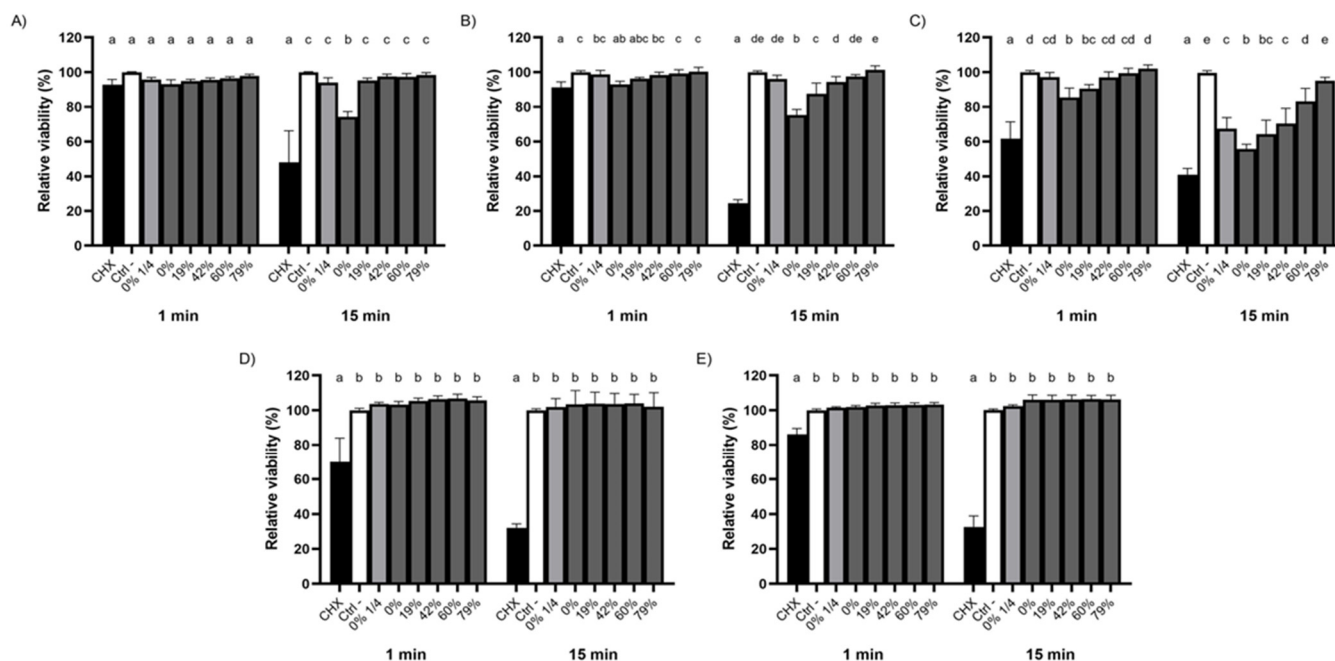 A)
a a a a a a a a a c c b c c c c
Relative viability (%)
120
100
80
60
40
20
0
CHX Ctrl - 0% 1/4 0% 19% 42% 60% 79% CHX Ctrl - 0% 1/4 0% 19% 42% 60% 79%
1 min 15 min
B)
a c bc ab abc bc c c a de de b c d de e
Relative viability (%)
120
100
80
60
40
20
0
CHX Ctrl - 0% 1/4 0% 19% 42% 60% 79% CHX Ctrl - 0% 1/4 0% 19% 42% 60% 79%
1 min 15 min
C)
a d cd b bc cd cd d a e c b bc c d e
Relative viability (%)
120
100
80
60
40
20
0
CHX Ctrl - 0% 1/4 0% 19% 42% 60% 79% CHX Ctrl - 0% 1/4 0% 19% 42% 60% 79%
1 min 15 min
D)
a b b b b b b b a b b b b b b b
Relative viability (%)
120
100
80
60
40
20
0
CHX Ctrl - 0% 1/4 0% 19% 42% 60% 79% CHX Ctrl - 0% 1/4 0% 19% 42% 60% 79%
1 min 15 min
E)
a b b b b b b b a b b b b b b b
Relative viability (%)
120
100
80
60
40
20
0
CHX Ctrl - 0% 1/4 0% 19% 42% 60% 79% CHX Ctrl - 0% 1/4 0% 19% 42% 60% 79%
1 min 15 min